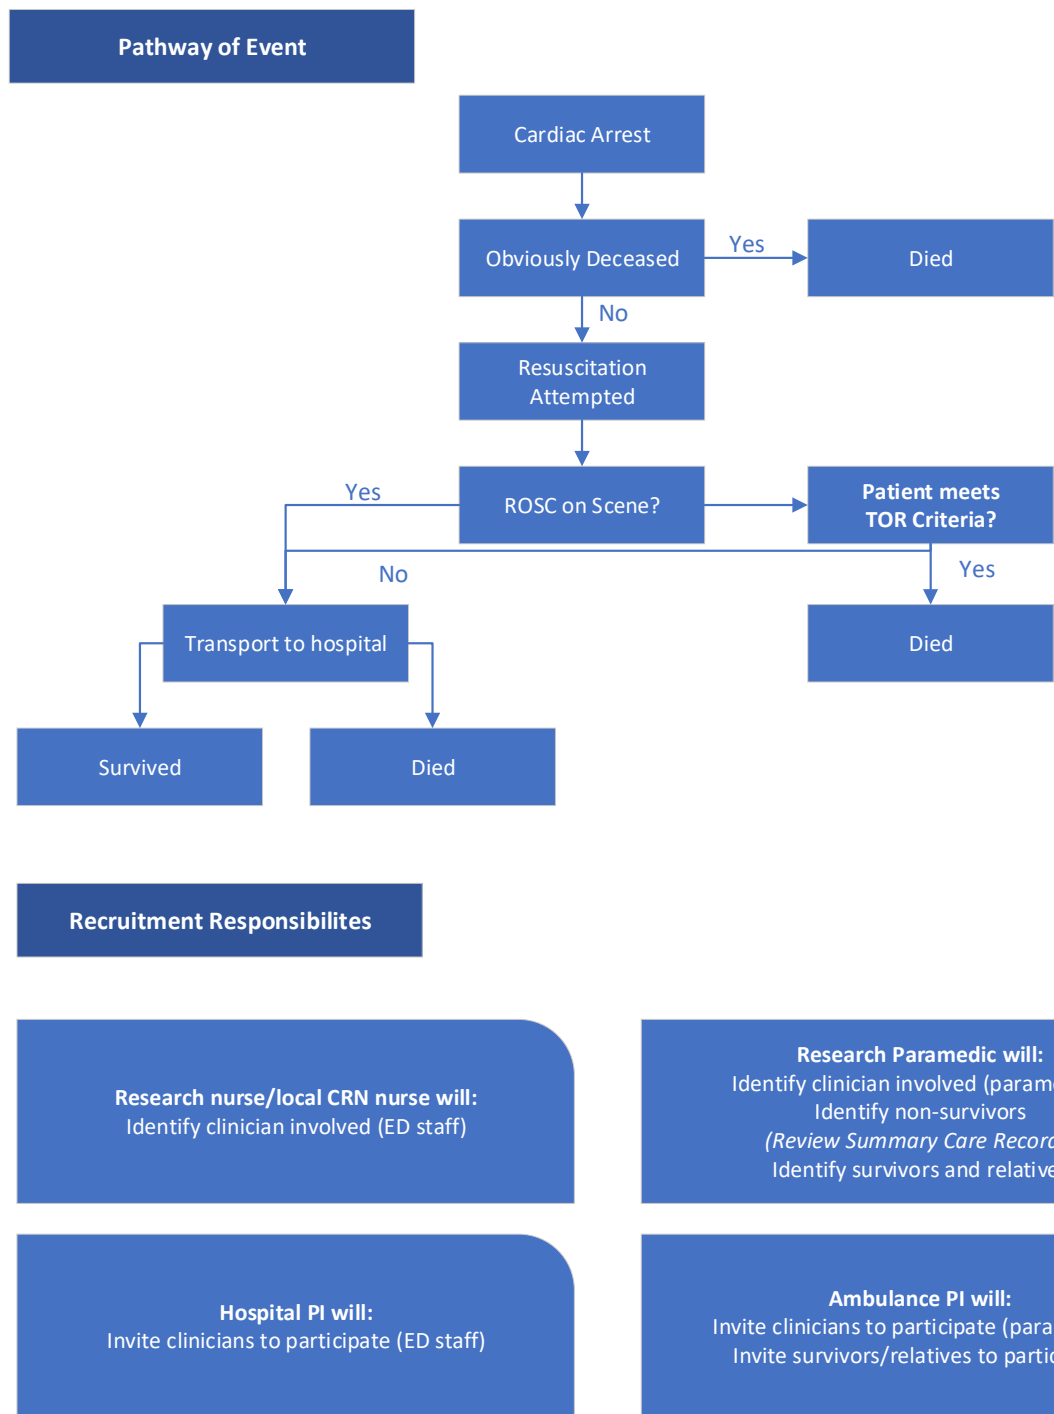 Pathway of Event
Cardiac Arrest
Obviously Deceased
Yes
Died
No
Resuscitation
Attempted
Yes
ROSC on Scene?
Patient meets
TOR Criteria?
No
Yes
Transport to hospital
Died
Survived
Died
Recruitment Responsibilites
Research nurse/local CRN nurse will:
Identify clinician involved (ED staff)
Research Paramedic will:
Identify clinician involved
Identify non-survivors
(Review Summary Care
Identify survivors and
Hospital PI will:
Invite clinicians to participate (ED staff)
Ambulance PI will:
Invite clinicians to participate
Invite survivors/relatives to